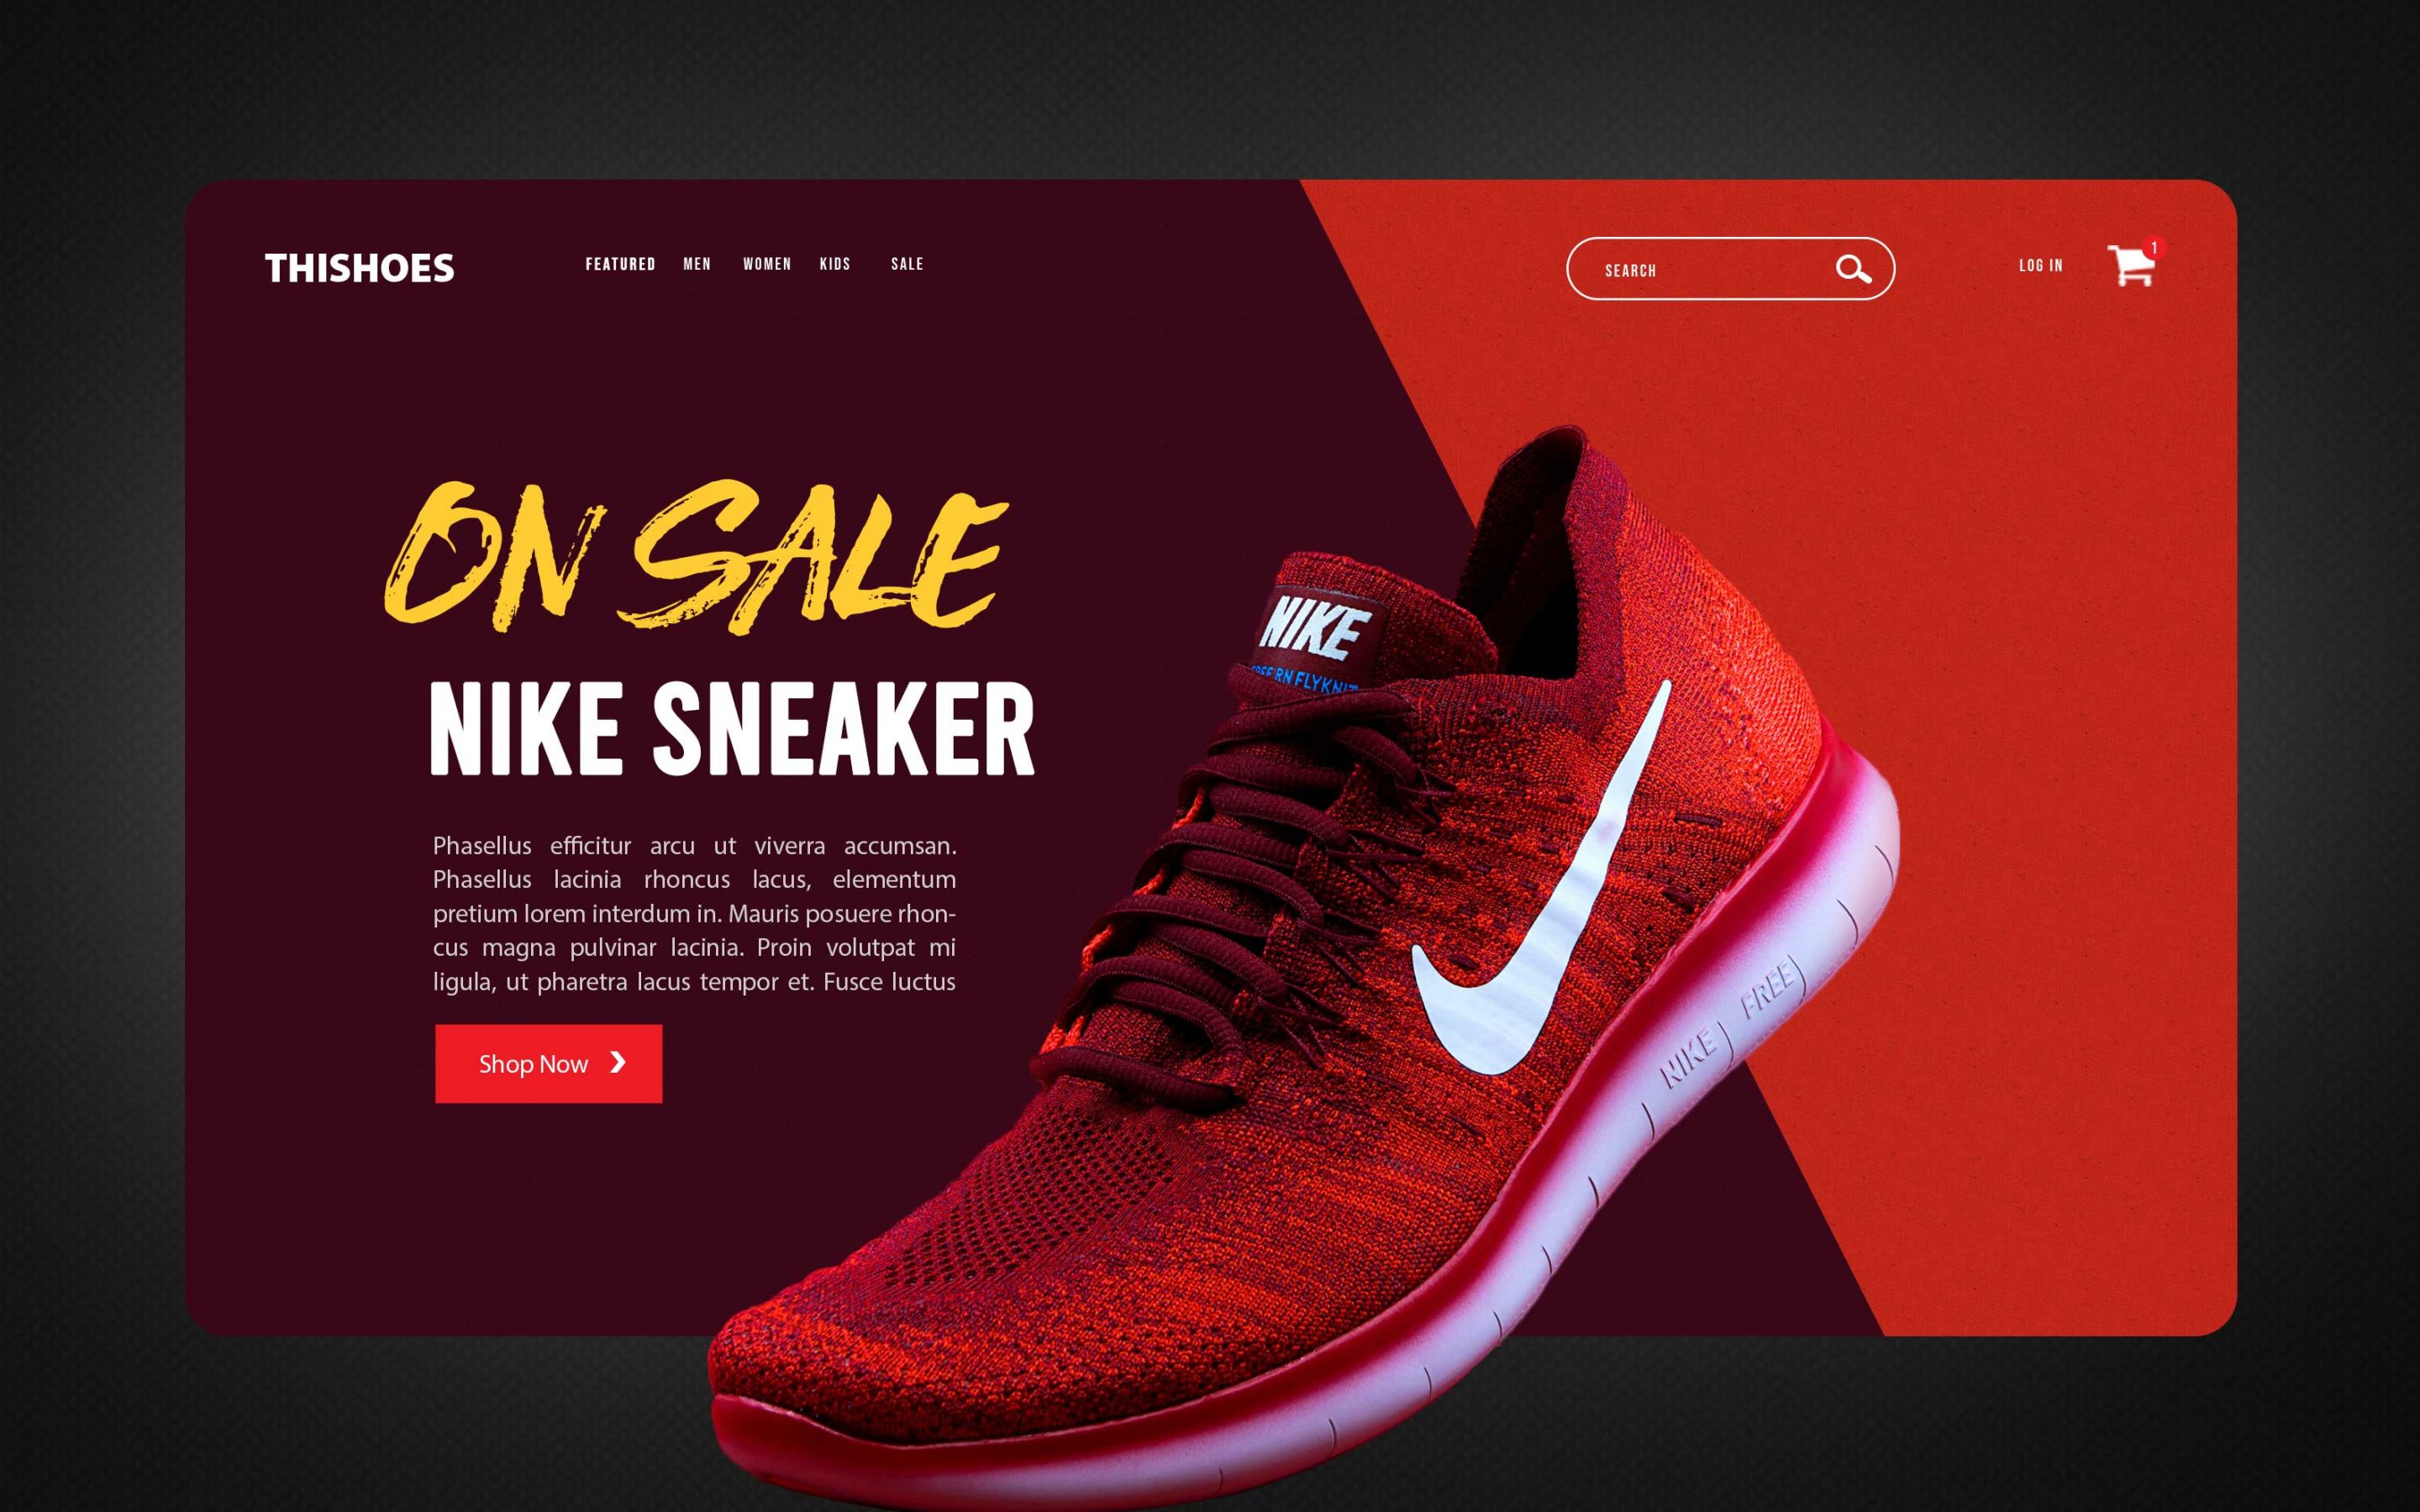 THISHOES
FEATURED MEN WOMEN KIDS SALE
SEARCH
LOG IN
1
ON SALE
NIKE SNEAKER
Phasellus efficitur arcu ut viverra accumsan.
Phasellus lacinia rhoncus lacus, elementum
pretium lorem interdum in. Mauris posuere rhon-
cus magna pulvinar lacinia. Proin volutpat mi
ligula, ut pharetra lacus tempor et. Fusce luctus
Shop Now
NIKE
FREE RN FLYKNIT
NIKE FREE